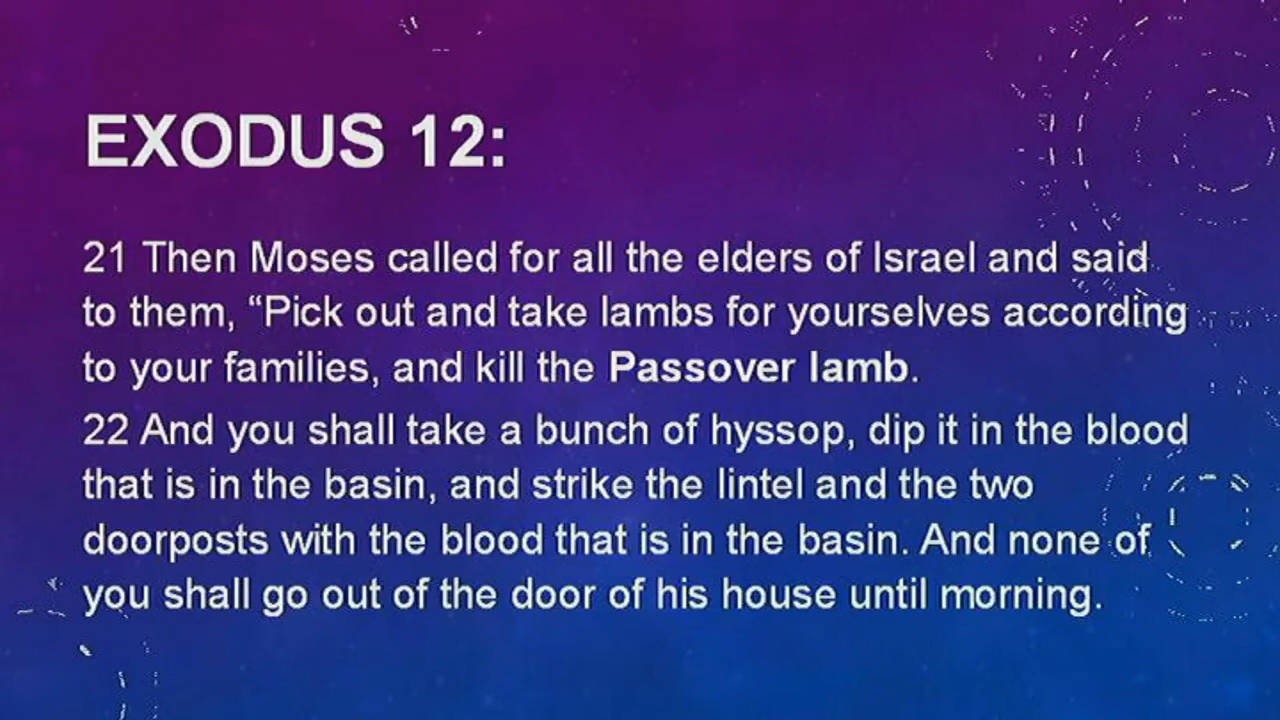 EXODUS 12:
21 Then Moses called for all the elders of Israel and said
to them, “Pick out and take lambs for yourselves according
to your families, and kill the Passover lamb.
22 And you shall take a bunch of hyssop, dip it in the blood
that is in the basin, and strike the lintel and the two
doorposts with the blood that is in the basin. And none of
you shall go out of the door of his house until morning.